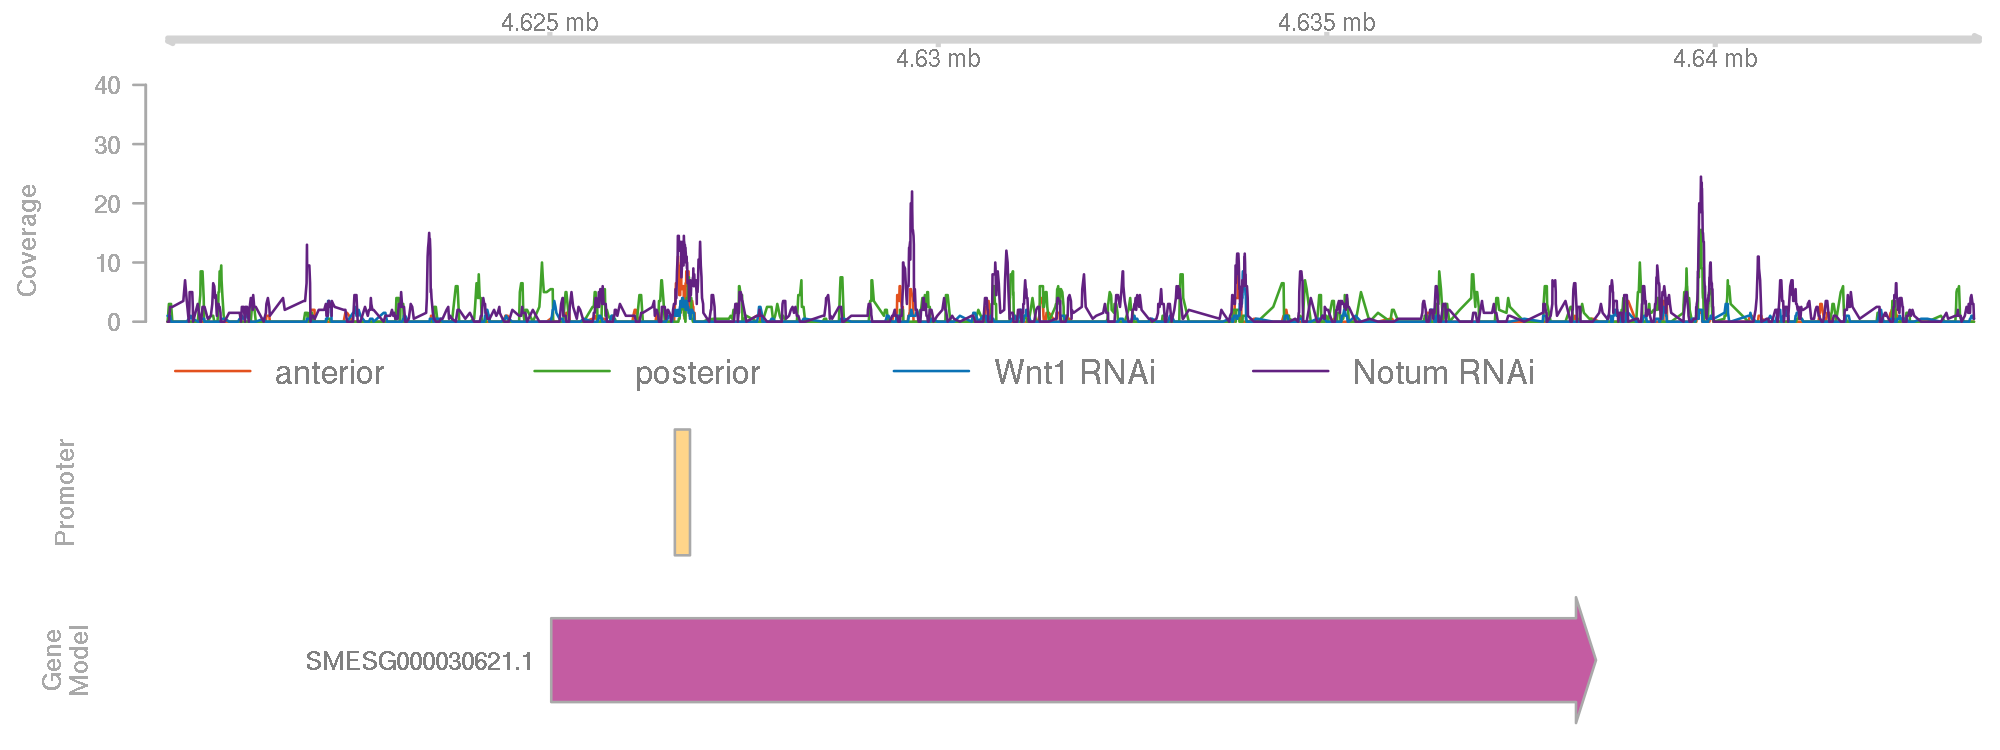 4.625 mb
4.635 mb
4.63 mb
4.64 mb
40
30
20
10
0
Coverage
anterior
posterior
Wnt1 RNAi
Notum RNAi
Promoter
Gene
Model
SMESG000030621.1